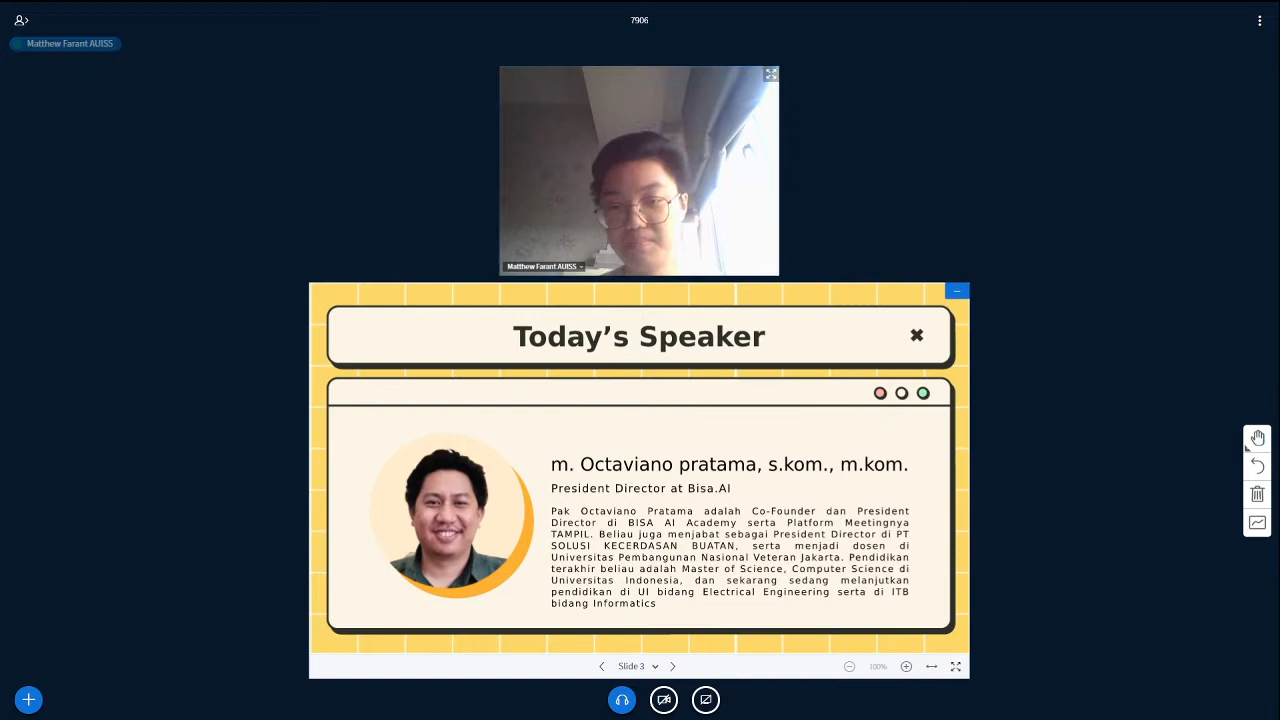 7906
Matthew Farant AUISS
Matthew Farant AUISS
Today’s Speaker
m. Octaviano pratama, s.kom., m.kom.
President Director at Bisa.AI
Pak Octaviano Pratama adalah Co-Founder dan President
Director di BISA AI Academy serta Platform Meetingnya
TAMPIL. Beliau juga menjabat sebagai President Director di PT
SOLUSI KECERDASAN BUATAN, serta menjadi dosen di
Universitas Pembangunan Nasional Veteran Jakarta. Pendidikan
terakhir beliau adalah Master of Science, Computer Science di
Universitas Indonesia, dan sekarang sedang melanjutkan
pendidikan di UI bidang Electrical Engineering serta di ITB
bidang Informatics
Slide 3
100%